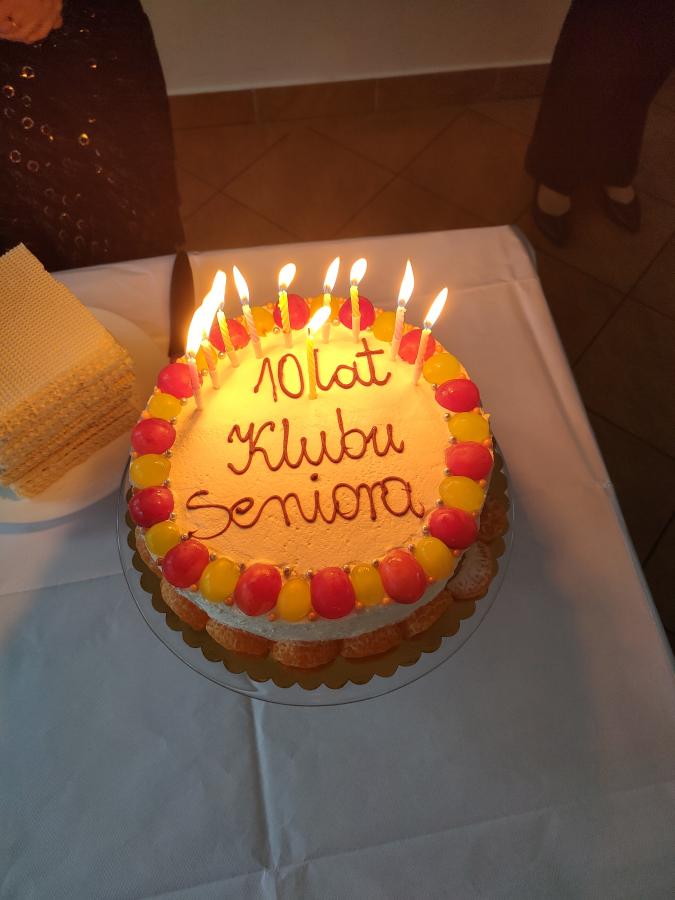 10 lat
Klubu
Seniora